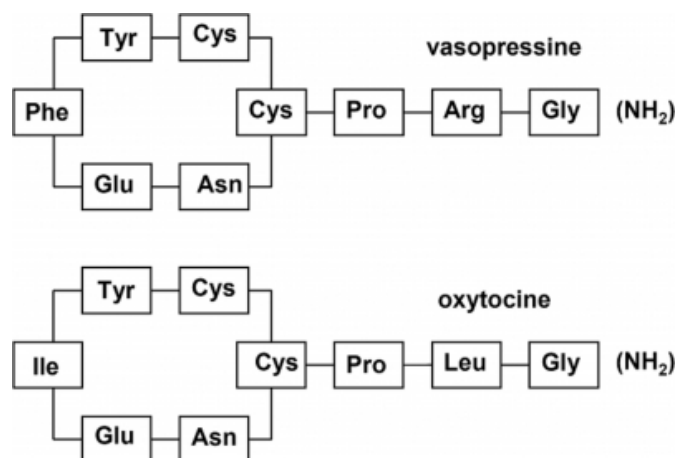 Tyr Cys
vasopressine
Phe Cys Pro Arg Gly (NH₂)
Glu Asn
Tyr Cys
oxytocine
Ile Cys Pro Leu Gly (NH₂)
Glu Asn